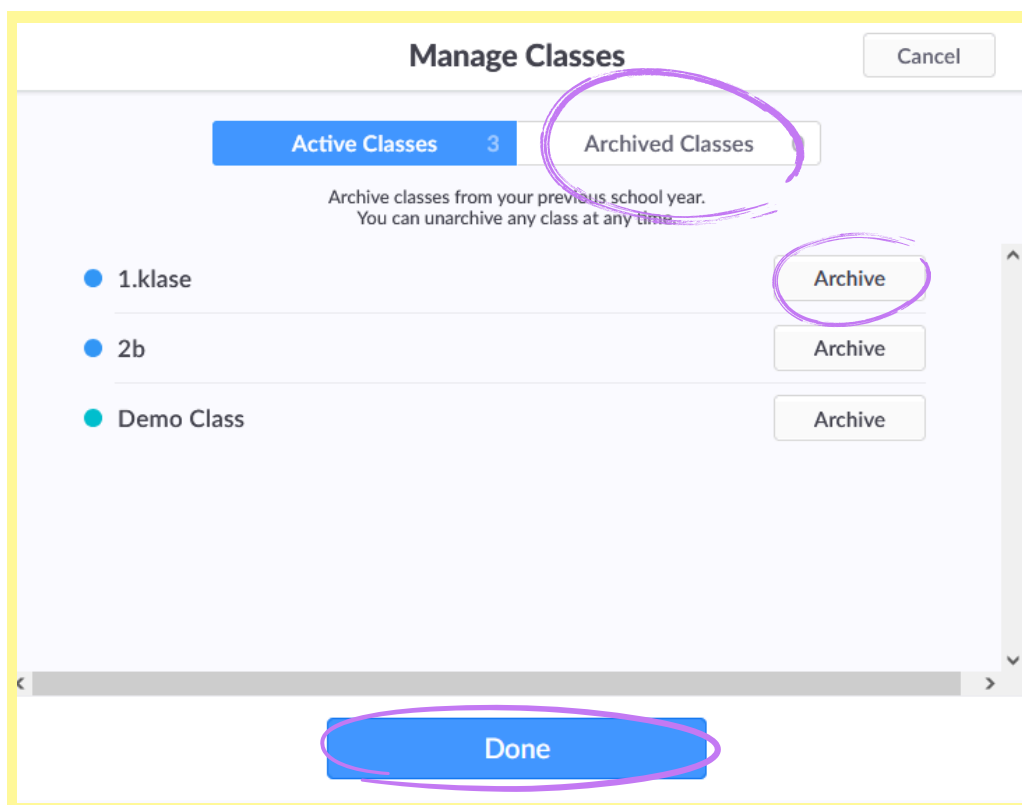 Manage Classes
Cancel
Active Classes 3
Archived Classes
Archive classes from your previous school year.
You can unarchive any class at any time.
1.klase
Archive
2b
Archive
Demo Class
Archive
Done